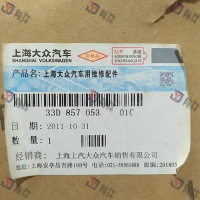 上海大众汽车
SHANGHAI VOLKSWAGEN
产品名: 上海大众汽车用维修配件
33D 857 053 01C
日期: 2011-10-31
数量: 1
经销商: 上海上汽大众汽车销售有限公司